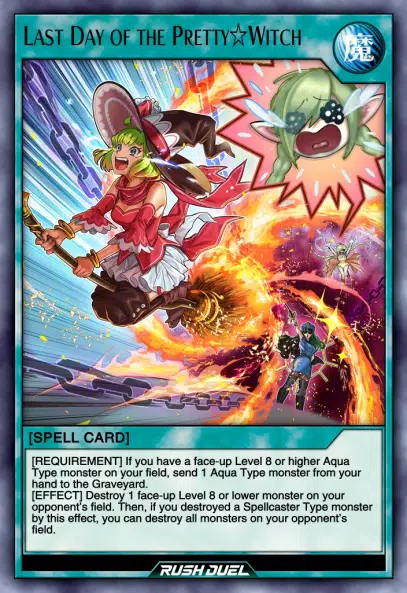 LAST DAY OF THE PRETTY☆WITCH
魔
[SPELL CARD]
[REQUIREMENT] If you have a face-up Level 8 or higher Aqua
Type monster on your field, send 1 Aqua Type monster from your
hand to the Graveyard.
[EFFECT] Destroy 1 face-up Level 8 or lower monster on your
opponent's field. Then, if you destroyed a Spellcaster Type monster
by this effect, you can destroy all monsters on your opponent's
field.
RUSH DUEL